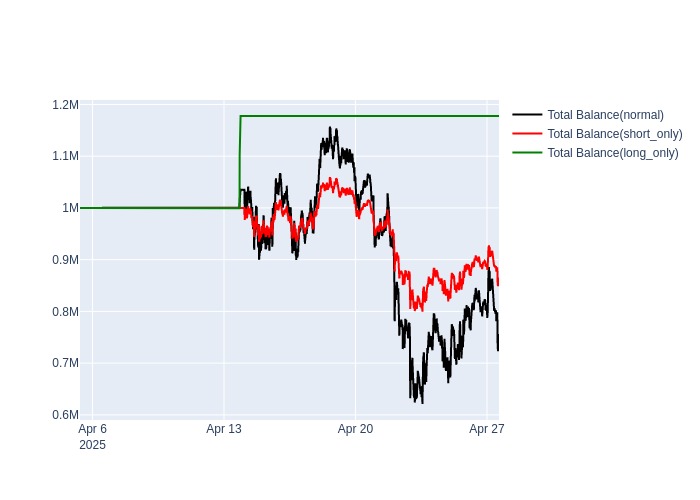 1.2M
1.1M
1M
0.9M
0.8M
0.7M
0.6M
Apr 6
2025
Apr 13
Apr 20
Apr 27
Total Balance(normal)
Total Balance(short_only)
Total Balance(long_only)